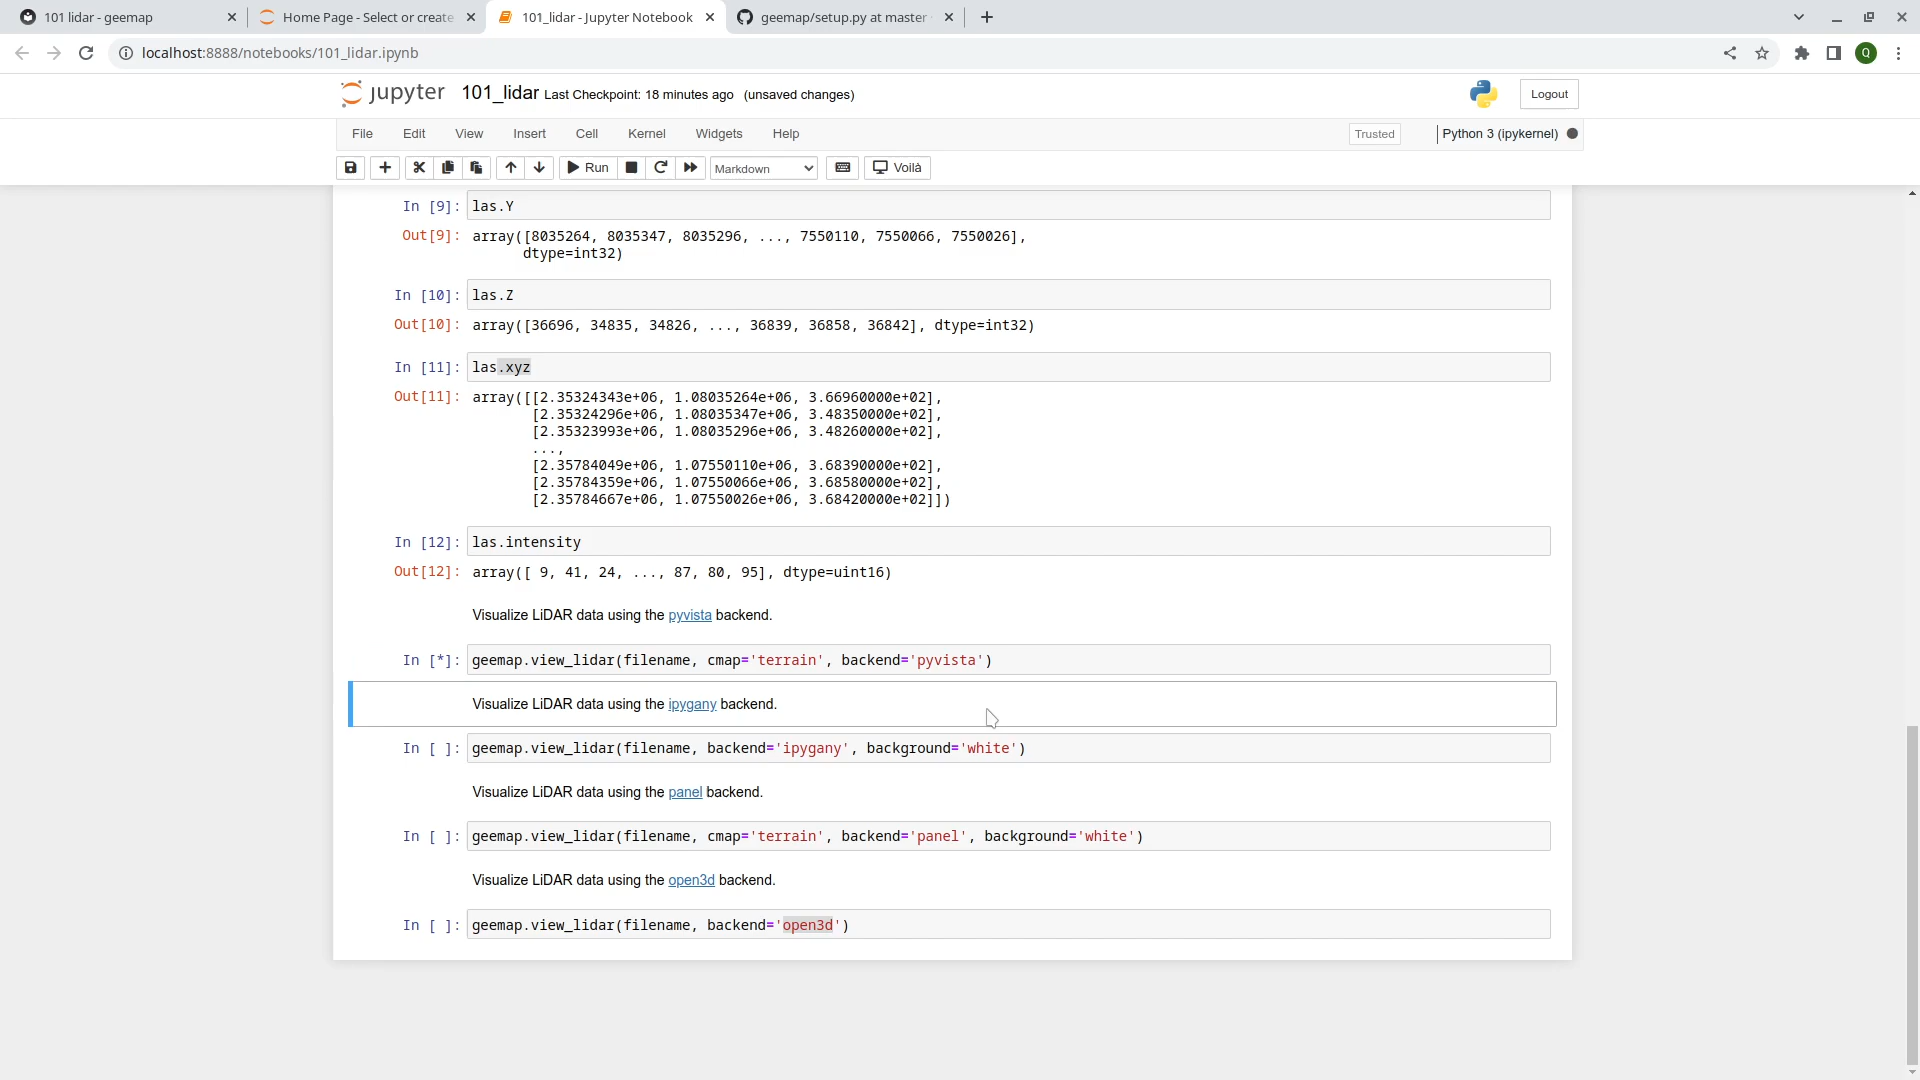 101 lidar - geemap
Home Page - Select or create
101_lidar - Jupyter Notebook
geemap/setup.py at master
localhost:8888/notebooks/101_lidar.ipynb
Q
jupyter
101_lidar Last Checkpoint: 18 minutes ago (unsaved changes)
Logout
File Edit View Insert Cell Kernel Widgets Help
Trusted
Python 3 (ipykernel)
Run
Markdown
Voilà
In [9]: las.Y
Out[9]: array([8035264, 8035347, 8035296, ..., 7550110, 7550066, 7550026],
dtype=int32)
In [10]: las.Z
Out[10]: array([36696, 34835, 34826, ..., 36839, 36858, 36842], dtype=int32)
In [11]: las.xyz
Out[11]: array([[2.35324343e+06, 1.08035264e+06, 3.66960000e+02],
[2.35324296e+06, 1.08035347e+06, 3.48350000e+02],
[2.35323993e+06, 1.08035296e+06, 3.48260000e+02],
...,
[2.35784049e+06, 1.07550110e+06, 3.68390000e+02],
[2.35784359e+06, 1.07550066e+06, 3.68580000e+02],
[2.35784667e+06, 1.07550026e+06, 3.68420000e+02]])
In [12]: las.intensity
Out[12]: array([ 9, 41, 24, ..., 87, 80, 95], dtype=uint16)
Visualize LiDAR data using the pyvista backend.
In [*]: geemap.view_lidar(filename, cmap='terrain', backend='pyvista')
Visualize LiDAR data using the ipygany backend.
In [ ]: geemap.view_lidar(filename, backend='ipygany', background='white')
Visualize LiDAR data using the panel backend.
In [ ]: geemap.view_lidar(filename, cmap='terrain', backend='panel', background='white')
Visualize LiDAR data using the open3d backend.
In [ ]: geemap.view_lidar(filename, backend='open3d')